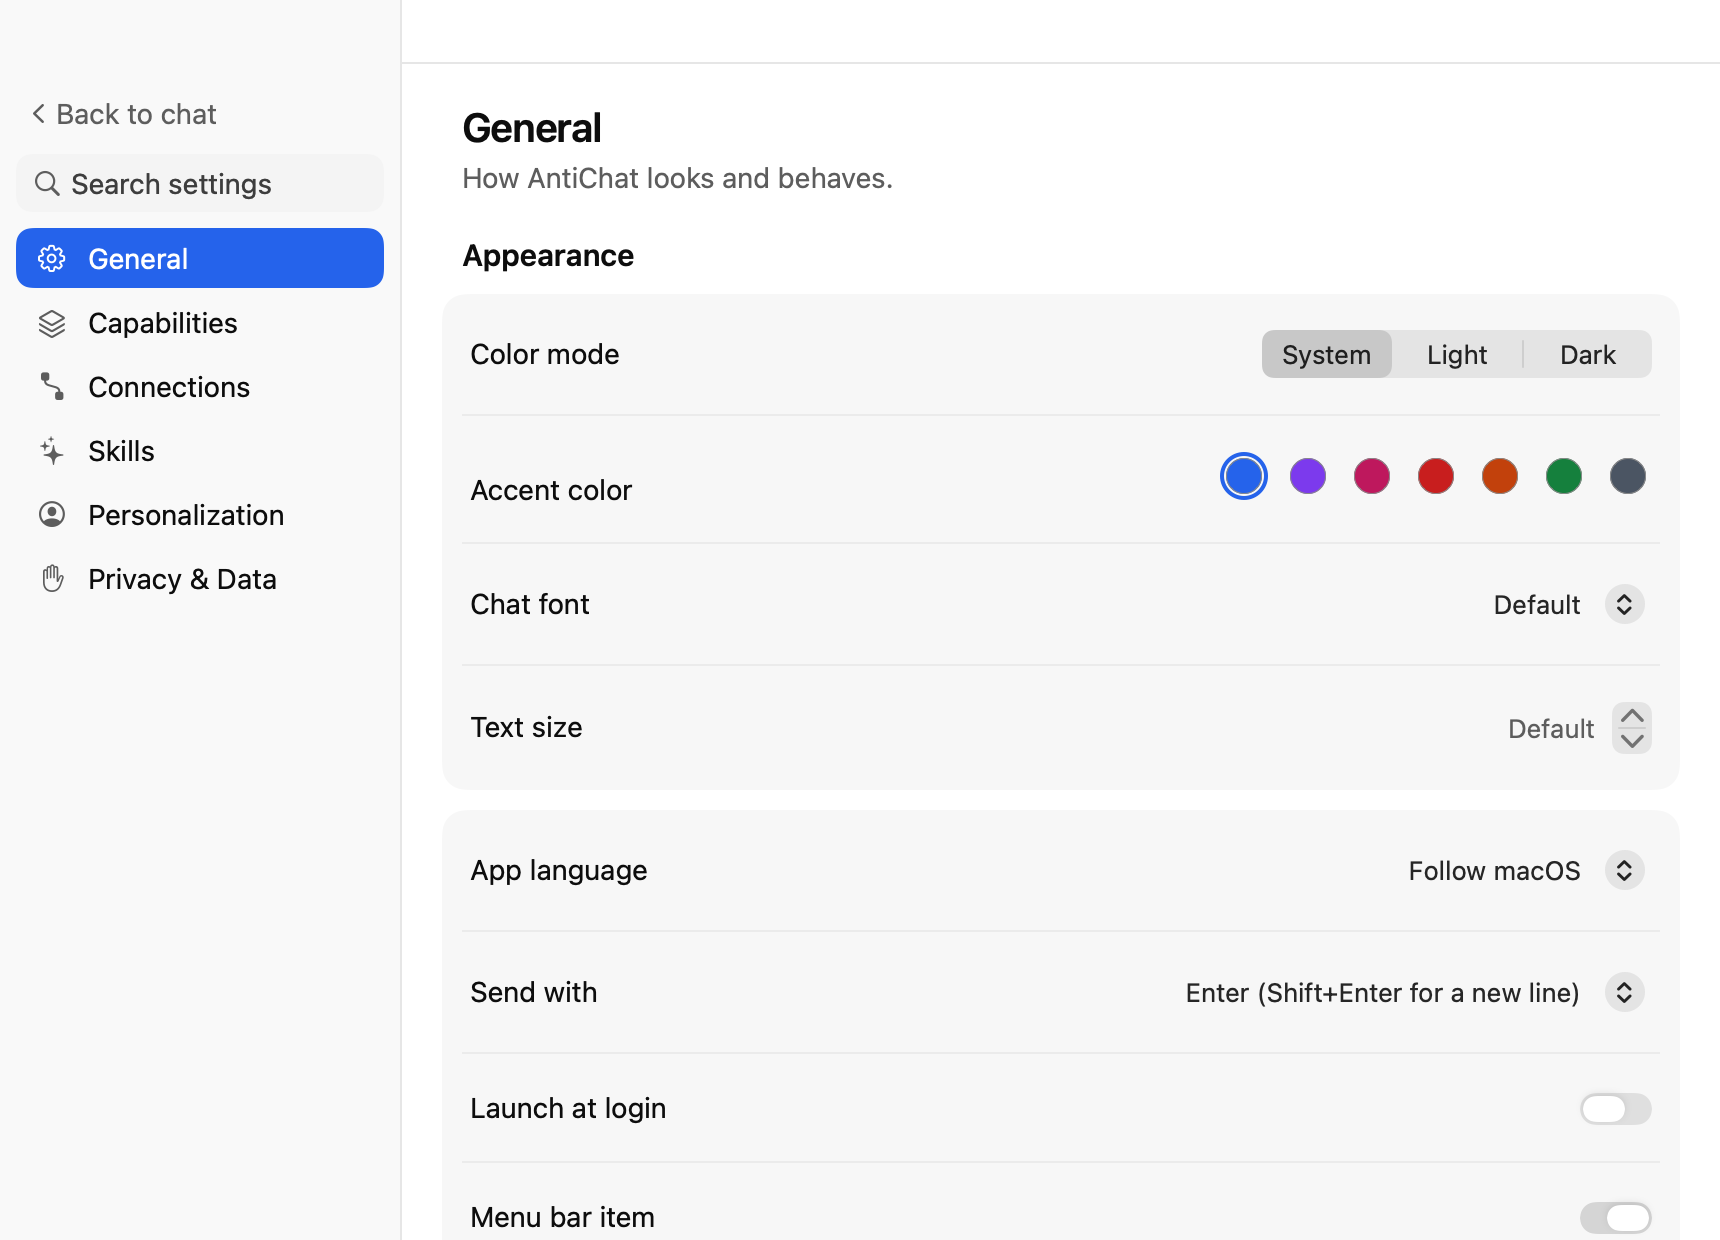 Back to chat
Search settings
General
Capabilities
Connections
Skills
Personalization
Privacy & Data
General
How AntiChat looks and behaves.
Appearance
Color mode
System Light Dark
Accent color
Chat font
Default
Text size
Default
App language
Follow macOS
Send with
Enter (Shift+Enter for a new line)
Launch at login
Menu bar item